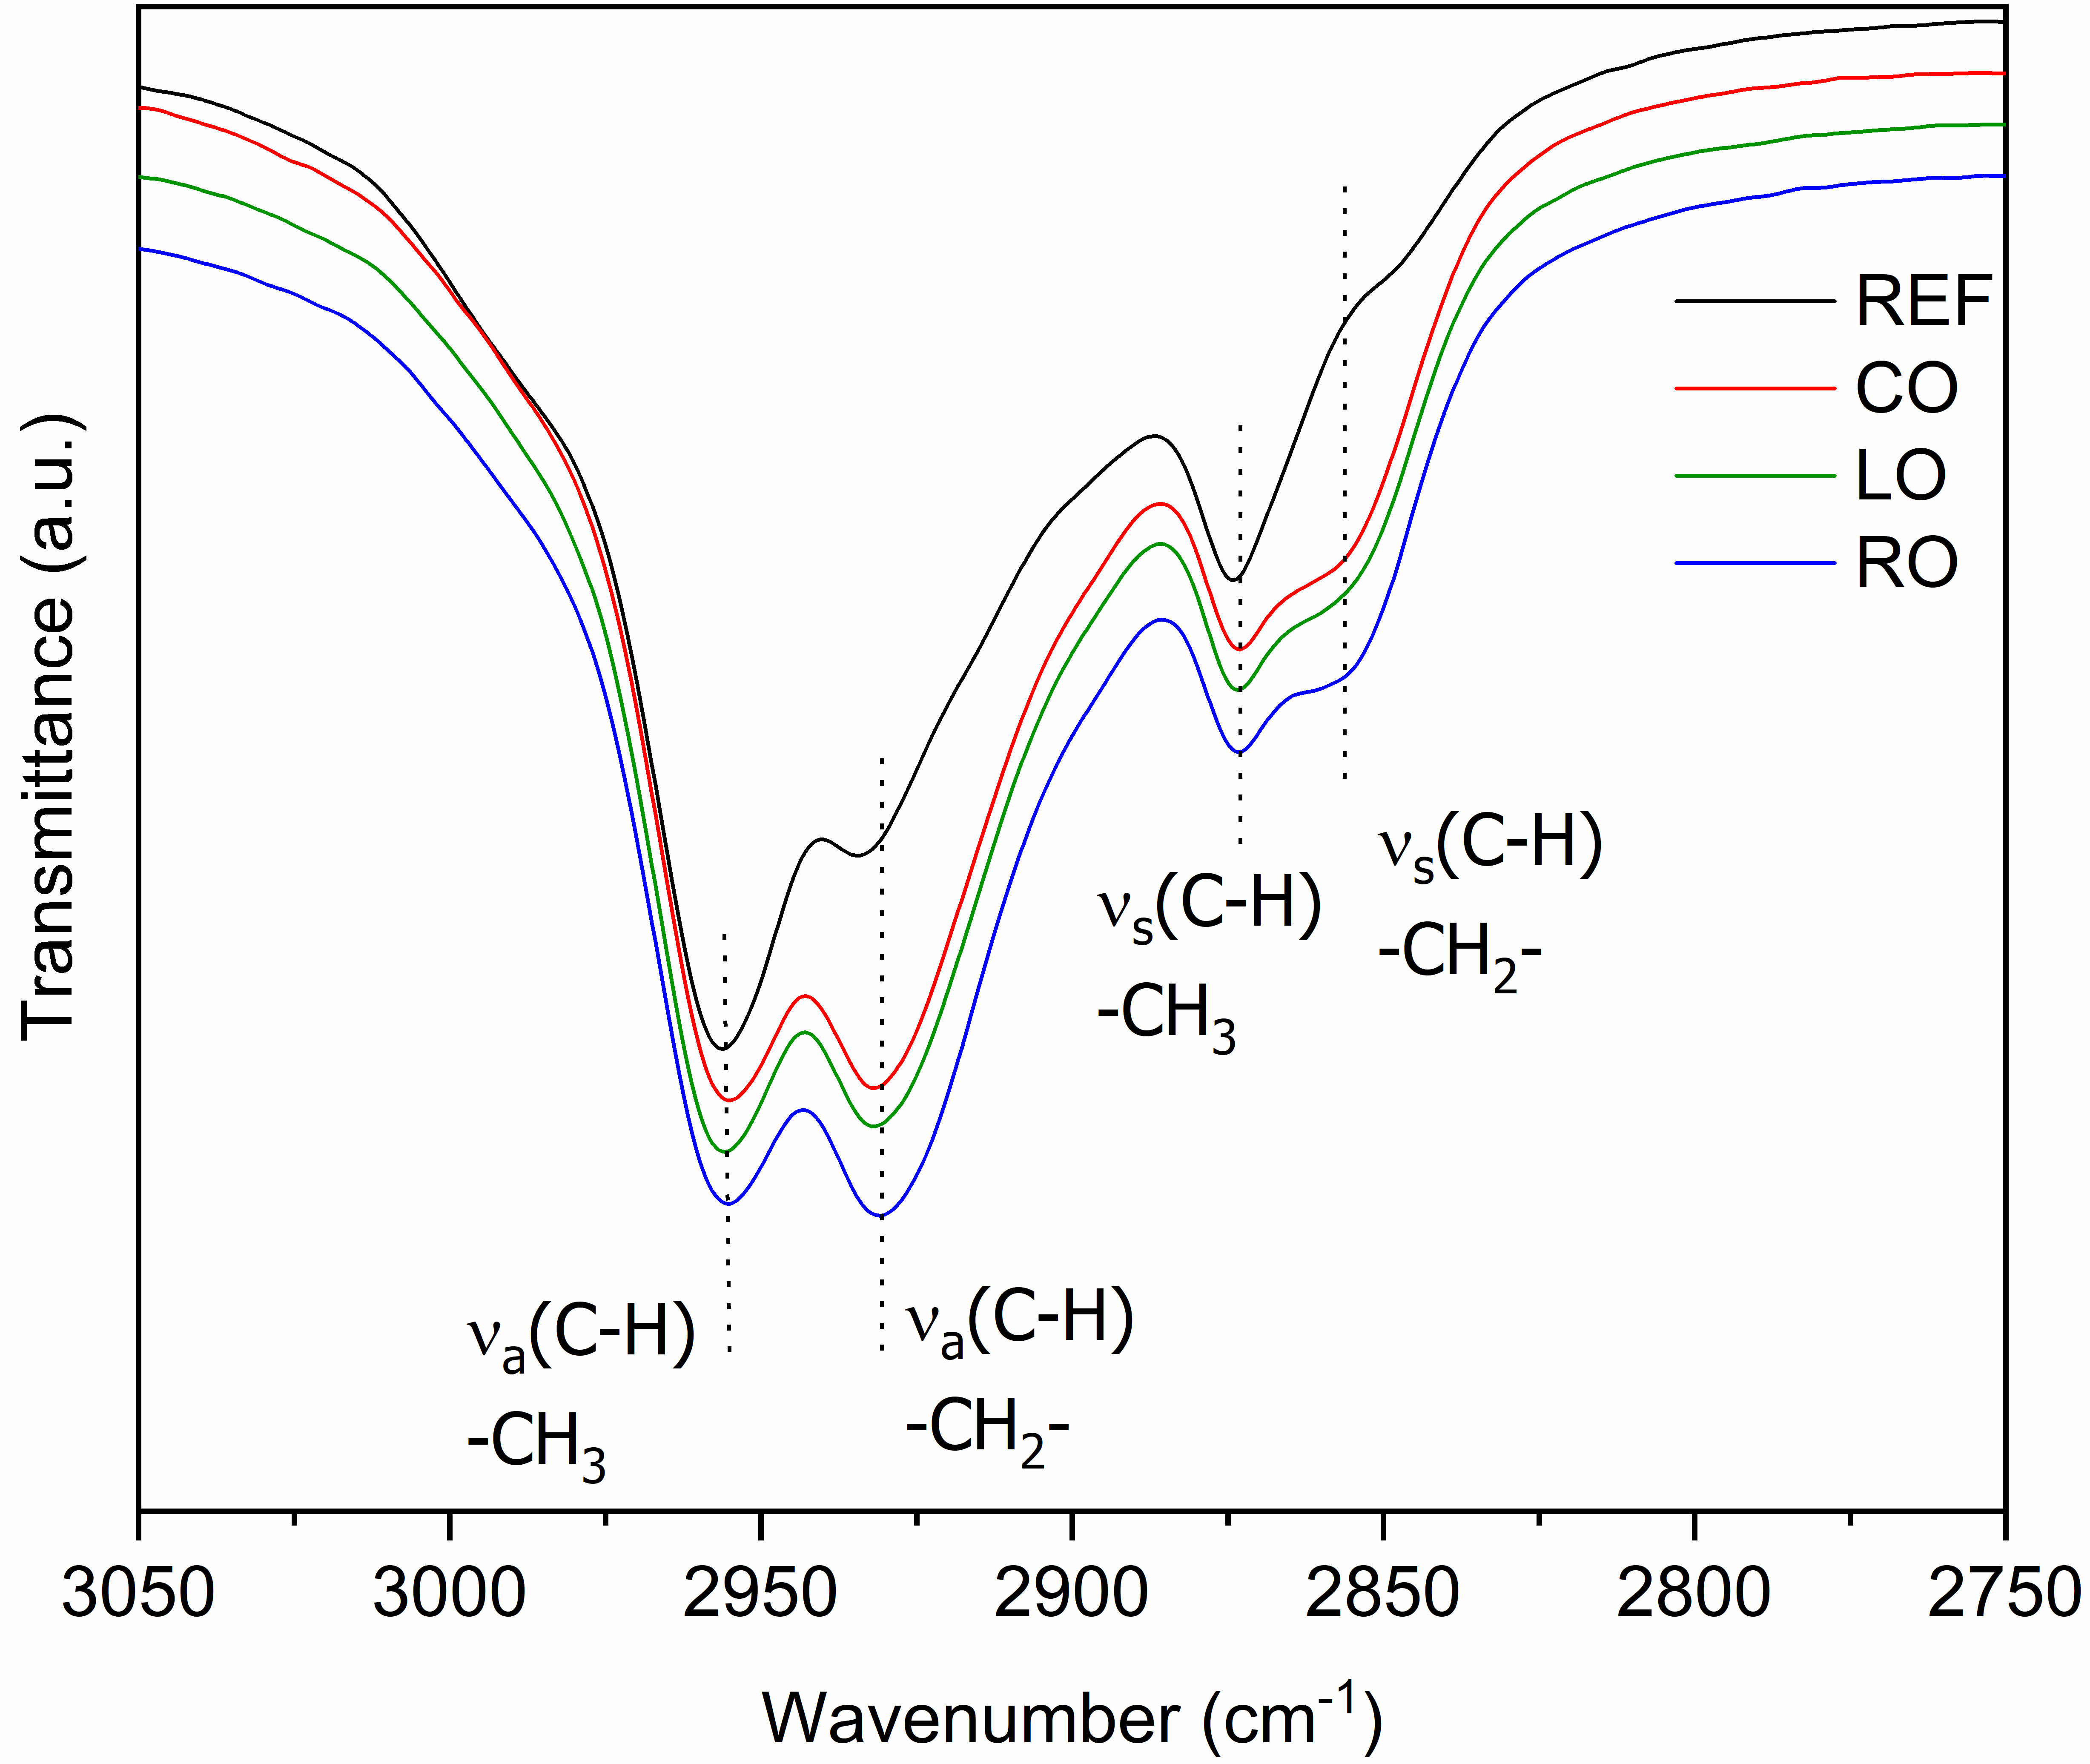 Transmittance (a.u.)
REF
CO
LO
RO
νₛ(C-H)
-CH₂-
νₛ(C-H)
-CH₃
νₐ(C-H)
-CH₃
νₐ(C-H)
-CH₂-
3050 3000 2950 2900 2850 2800 2750
Wavenumber (cm⁻¹)